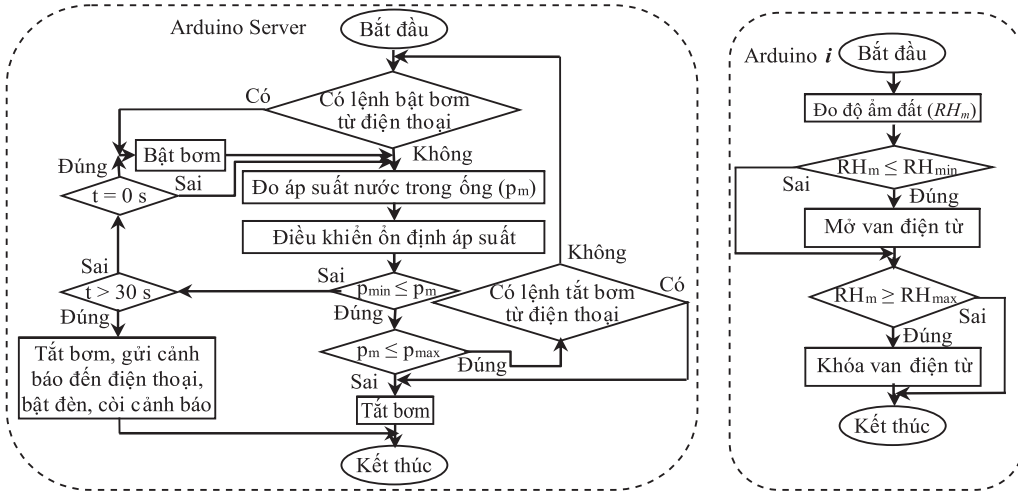 Arduino Server
Bắt đầu
Có lệnh bật bơm
từ điện thoại
Có
Không
Bật bơm
Đúng
t = 0 s
Sai
Đo áp suất nước trong ống (pm)
Điều khiển ổn định áp suất
Sai
t > 30 s
Đúng
Sai
pmin ≤ pm
Đúng
Không
Có lệnh tắt bơm
từ điện thoại
Có
pm ≤ pmax
Đúng
Sai
Tắt bơm, gửi cảnh
báo đến điện thoại,
bật đèn, còi cảnh báo
Tắt bơm
Kết thúc
Arduino i
Bắt đầu
Đo độ ẩm đất (RHm)
RHm ≤ RHmin
Sai
Đúng
Mở van điện từ
RHm ≥ RHmax
Sai
Đúng
Khóa van điện từ
Kết thúc